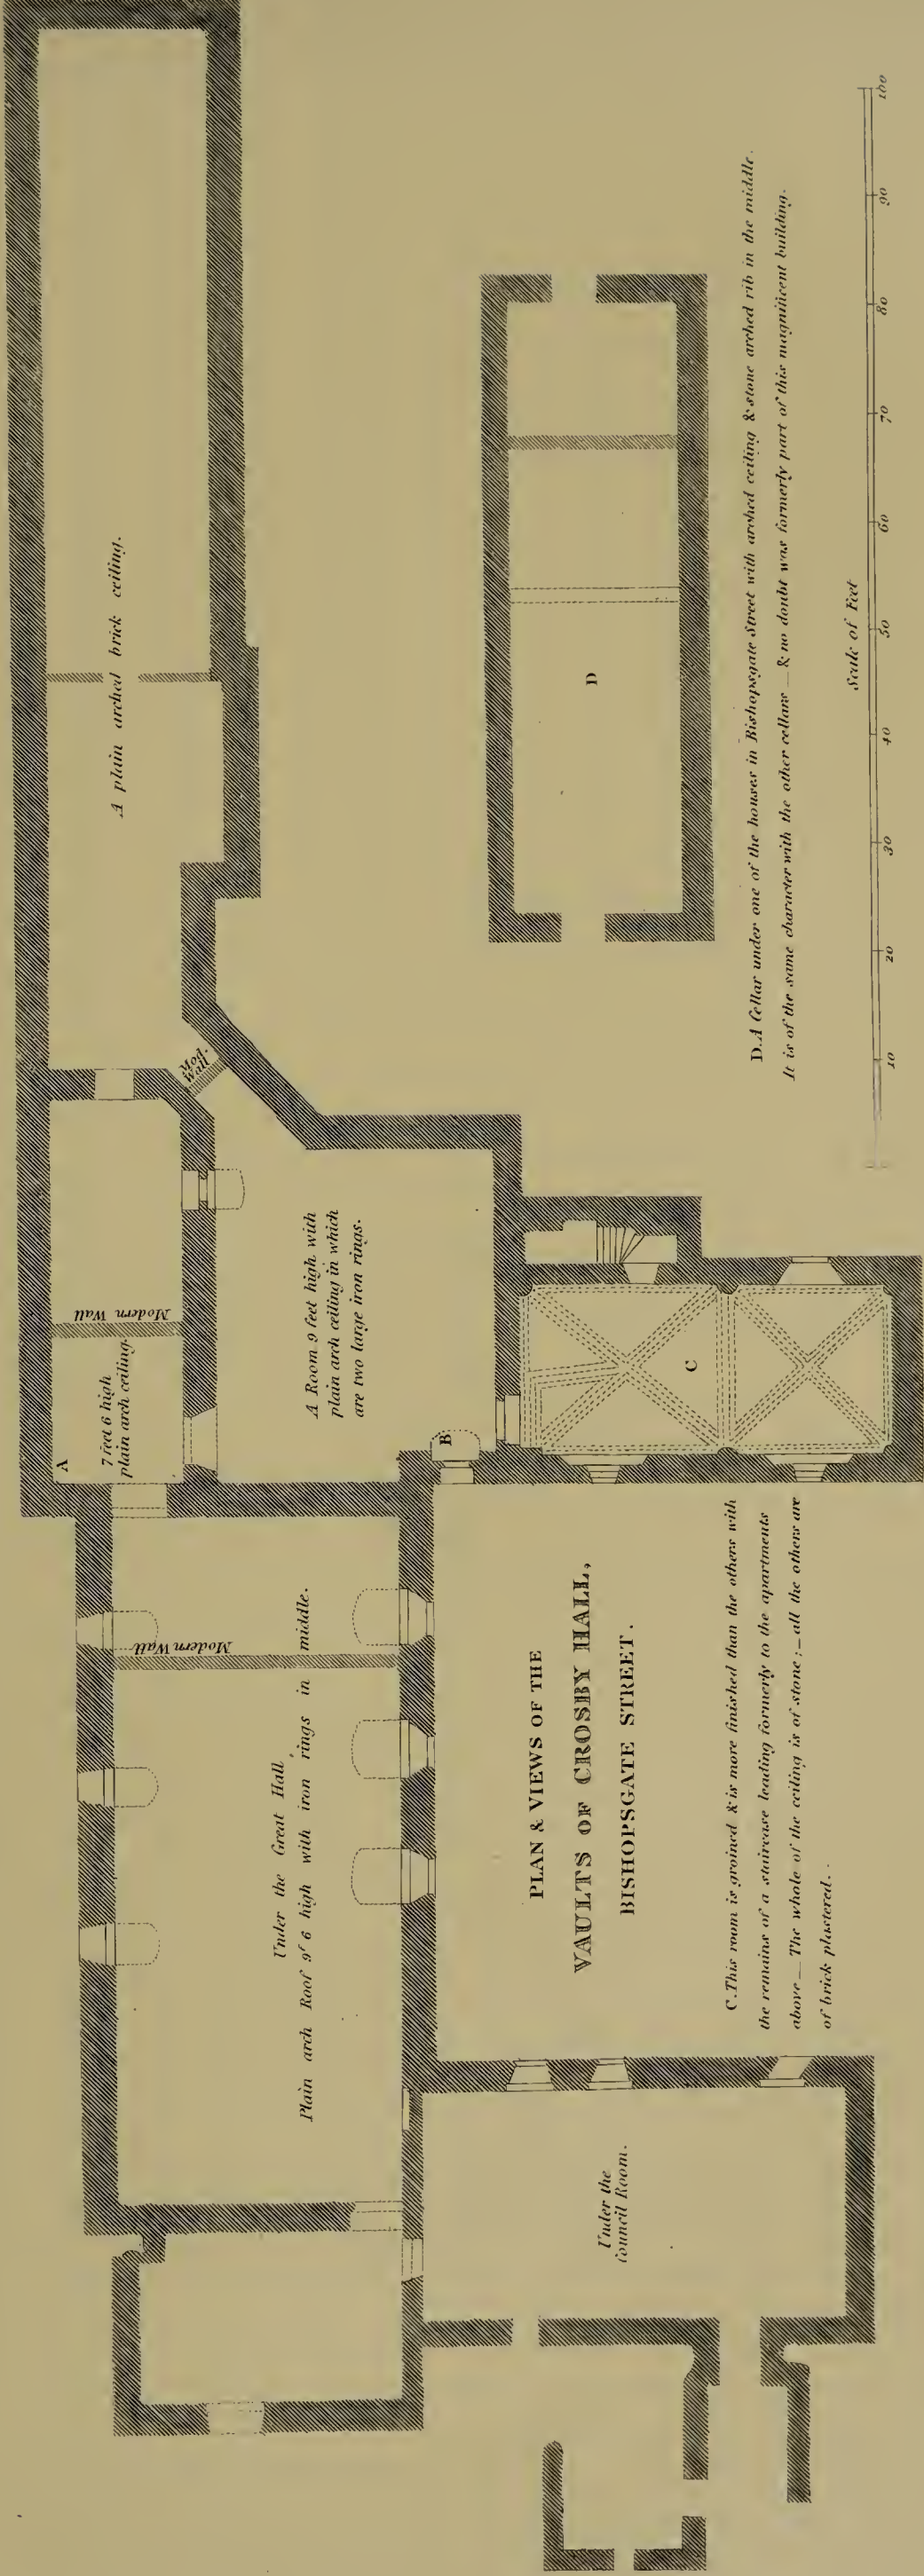 A plain arched brick ceiling.
Mod.
Wall
Modern Wall
A
7 feet 6 high
plain arch ceiling.
A Room 9 feet high with
plain arch ceiling in which
are two large iron rings.
B
C
Modern Wall
Under the Great Hall
Plain arch Roof 9' 6 high with iron rings in middle.
PLAN & VIEWS OF THE
VAULTS OF CROSBY HALL,
BISHOPSGATE STREET.
C. This room is groined & is more finished than the others with
the remains of a staircase leading formerly to the apartments
above _ The whole of the ceiling is of stone; _ all the others are
of brick plastered.
Under the
Council Room.
D
D. A Cellar under one of the houses in Bishopsgate Street with arched ceiling & stone arched rib in the middle.
It is of the same character with the other cellars _ & no doubt was formerly part of this magnificent building.
Scale of Feet
10 20 30 40 50 60 70 80 90 100